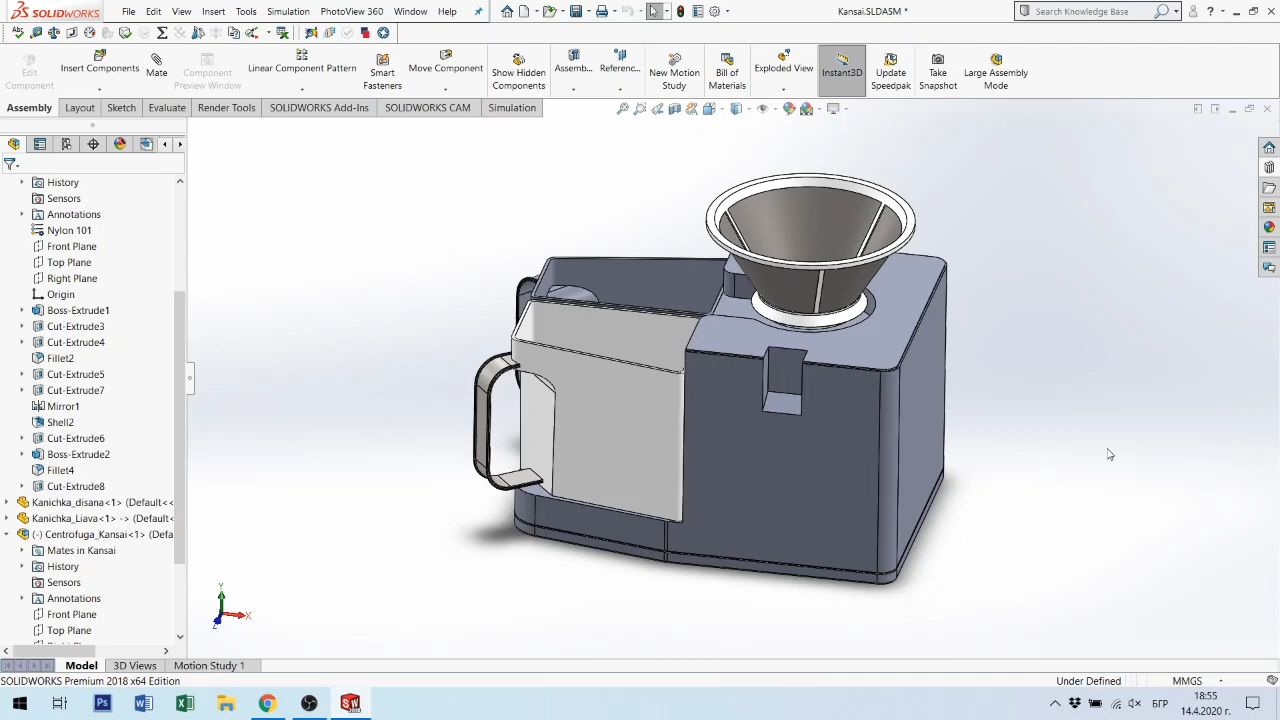 SOLIDWORKS File Edit View Insert Tools Simulation PhotoView 360 Window Help Kansai.SLDASM * Search Knowledge Base
Edit Component Insert Components Mate Component Preview Window Linear Component Pattern Smart Fasteners Move Component Show Hidden Components Assemb... Referenc... New Motion Study Bill of Materials Exploded View Instant3D Update Speedpak Take Snapshot Large Assembly Mode
Assembly Layout Sketch Evaluate Render Tools SOLIDWORKS Add-Ins SOLIDWORKS CAM Simulation
History
Sensors
Annotations
Nylon 101
Front Plane
Top Plane
Right Plane
Origin
Boss-Extrude1
Cut-Extrude3
Cut-Extrude4
Fillet2
Cut-Extrude5
Cut-Extrude7
Mirror1
Shell2
Cut-Extrude6
Boss-Extrude2
Fillet4
Cut-Extrude8
Kanichka_disana<1> (Default<<
Kanichka_Liava<1> -> (Default<
(-) Centrofuga_Kansai<1> (Defau
Mates in Kansai
History
Sensors
Annotations
Front Plane
Top Plane
Y
X
Z
Model 3D Views Motion Study 1
SOLIDWORKS Premium 2018 x64 Edition Under Defined MMGS
БГР 18:55
14.4.2020 г.